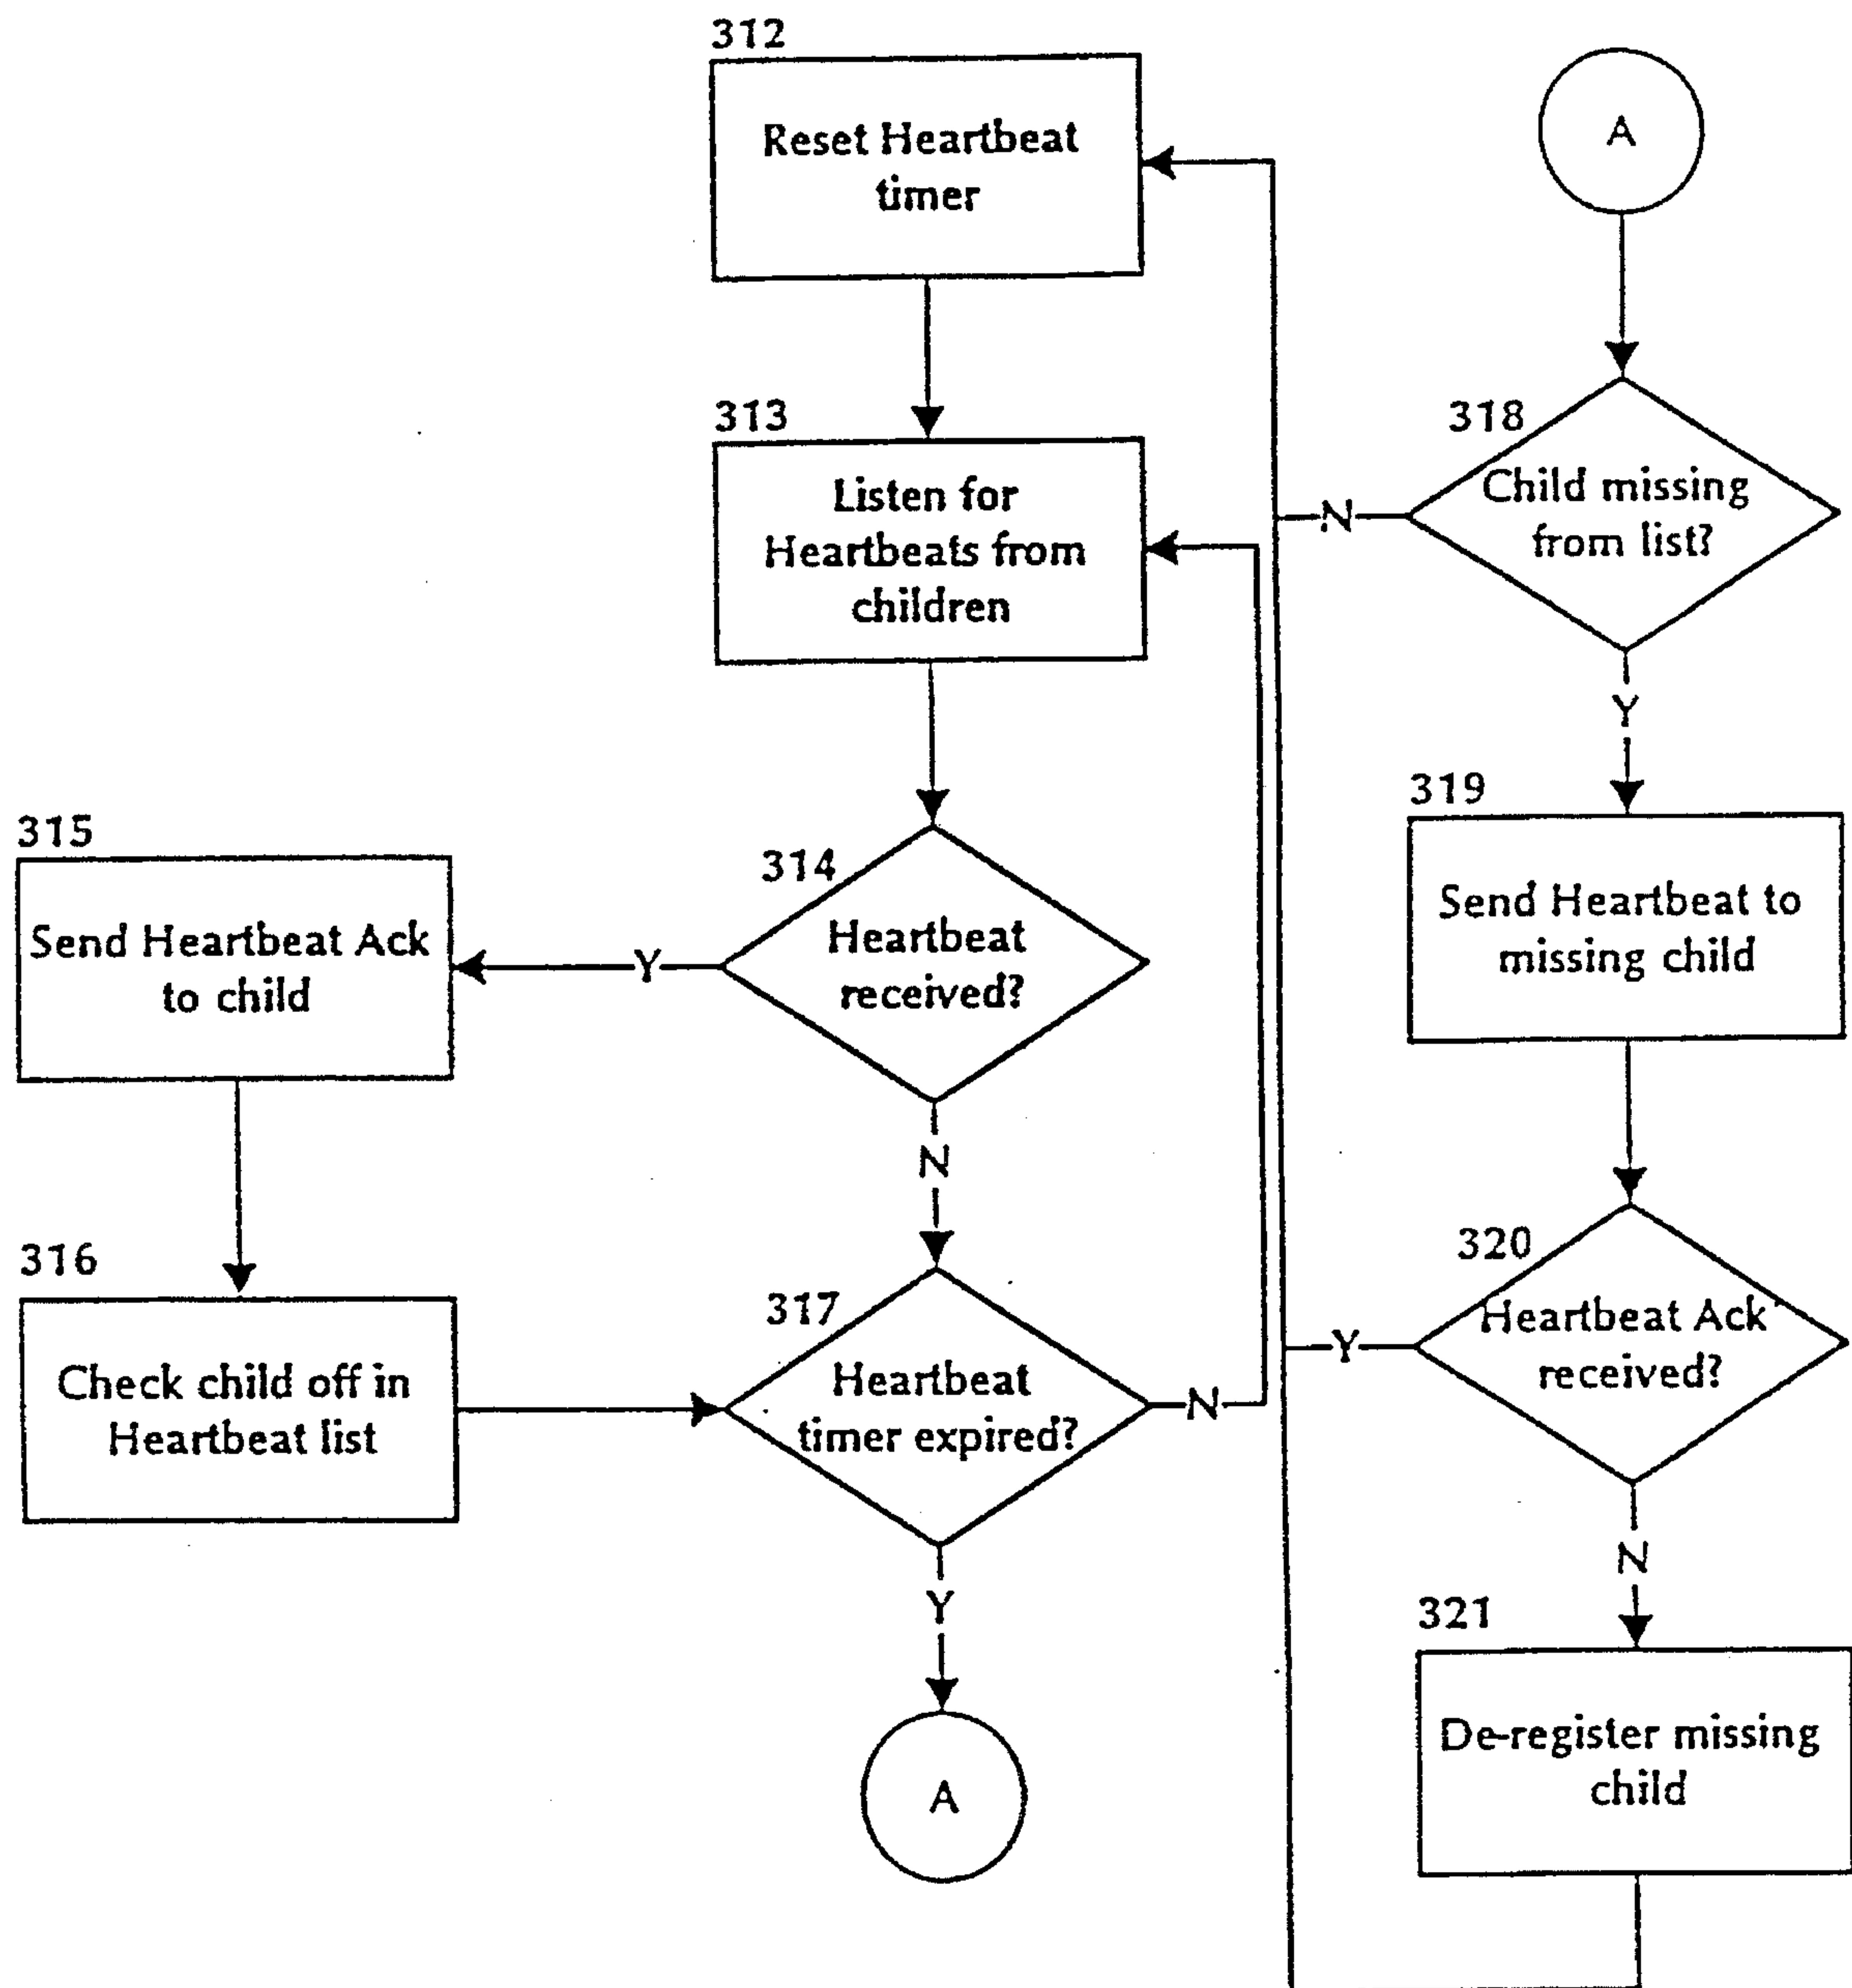 312
Reset Heartbeat
timer
313
Listen for
Heartbeats from
children
314
Heartbeat
received?
Y
N
315
Send Heartbeat Ack
to child
316
Check child off in
Heartbeat list
317
Heartbeat
timer expired?
N
Y
A
A
318
Child missing
from list?
N
Y
319
Send Heartbeat to
missing child
320
Heartbeat Ack
received?
Y
N
321
De-register missing
child